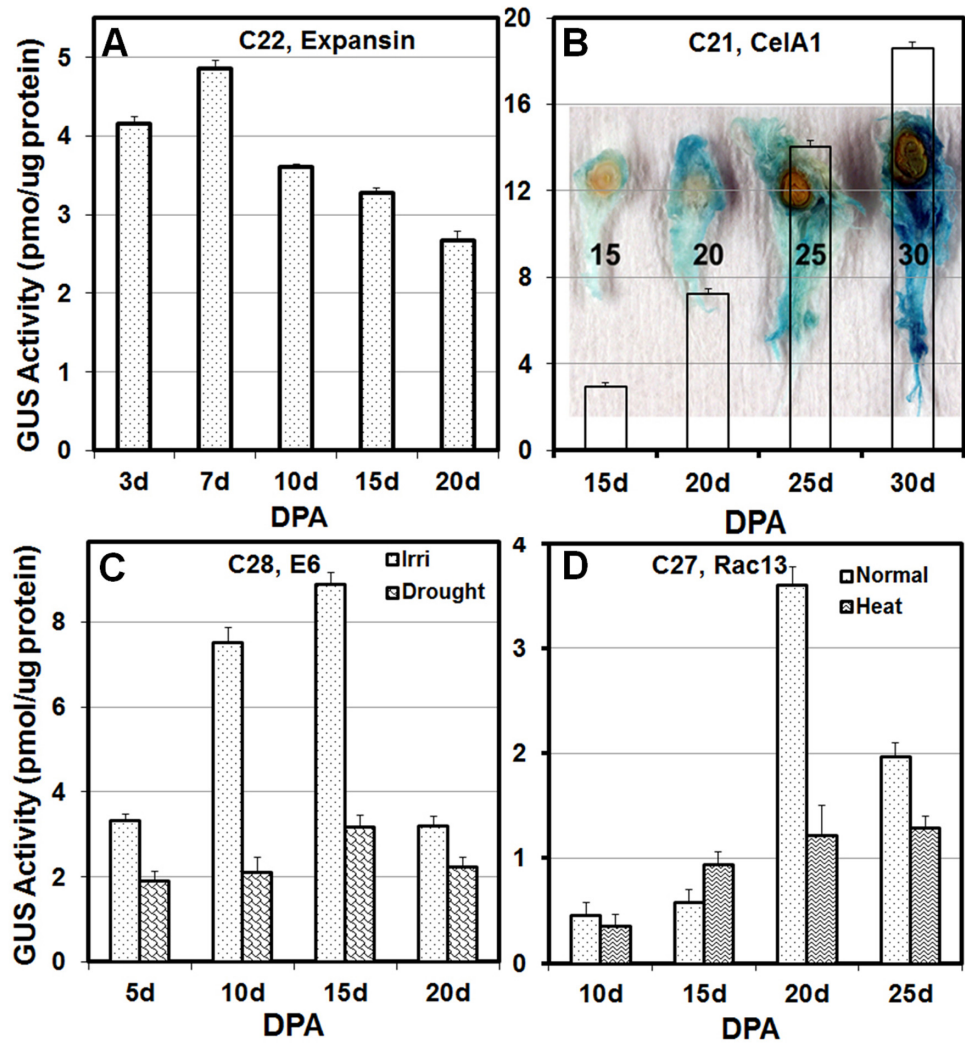 A
C22, Expansin
GUS Activity (pmo/ug protein)
5
4
3
2
1
0
3d 7d 10d 15d 20d
DPA
B
C21, CelA1
20
16
12
8
4
0
15 20 25 30
15d 20d 25d 30d
DPA
C
C28, E6
Irri
Drought
GUS Activity (pmol/ug protein)
8
6
4
2
0
5d 10d 15d 20d
DPA
D
C27, Rac13
Normal
Heat
4
3
2
1
0
10d 15d 20d 25d
DPA